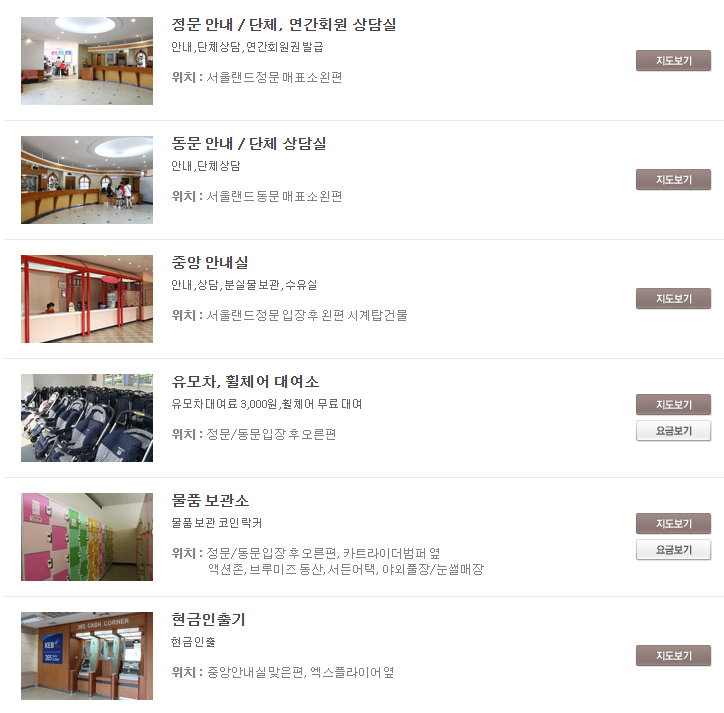 정문 안내 / 단체, 연간회원 상담실
안내,단체상담,연간회원권 발급
위치 : 서울랜드정문 매표소왼편
지도보기
동문 안내 / 단체 상담실
안내,단체상담
위치 : 서울랜드동문 매표소왼편
지도보기
중앙 안내실
안내,상담,분실물보관,수유실
위치 : 서울랜드정문 입장후 왼편 시계탑건물
지도보기
유모차, 휠체어 대여소
유모차대여료 3,000원,휠체어 무료대여
위치 : 정문/동문입장 후 오른편
지도보기
요금보기
물품 보관소
물품보관 코인락커
위치 : 정문/동문입장 후 오른편, 카트라이더범퍼 옆
액션존, 브루미즈 동산, 서든어택, 야외풀장/눈썰매장
지도보기
요금보기
365 CASH CORNER
KEB
365
현금인출기
현금인출
위치 : 중앙안내실 맞은편, 엑스플라이어 옆
지도보기